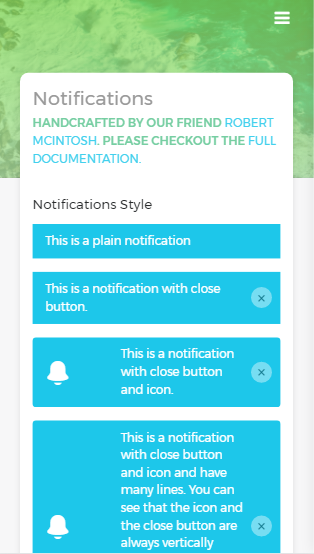 Notifications
HANDCRAFTED BY OUR FRIEND ROBERT
MCINTOSH. PLEASE CHECKOUT THE FULL
DOCUMENTATION.
Notifications Style
This is a plain notification
This is a notification with close
button.
This is a notification
with close button
and icon.
This is a notification
with close button
and icon and have
many lines. You can
see that the icon and
the close button are
always vertically